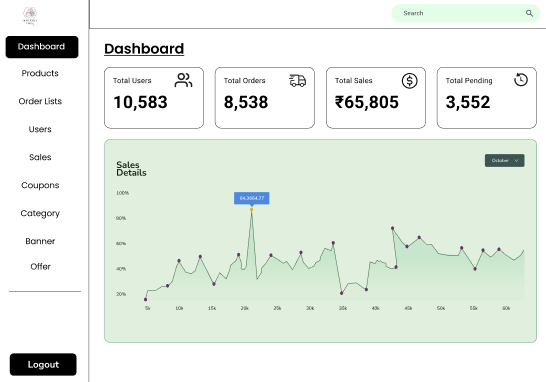 Search
Dashboard
Products
Order Lists
Users
Sales
Coupons
Category
Banner
Offer
Logout
Dashboard
Total Users
10,583
Total Orders
8,538
Total Sales
₹65,805
Total Pending
3,552
Sales
Details
October
100%
80%
60%
40%
20%
64,3664.77
5k 10k 15k 20k 25k 30k 35k 40k 45k 50k 55k 60k